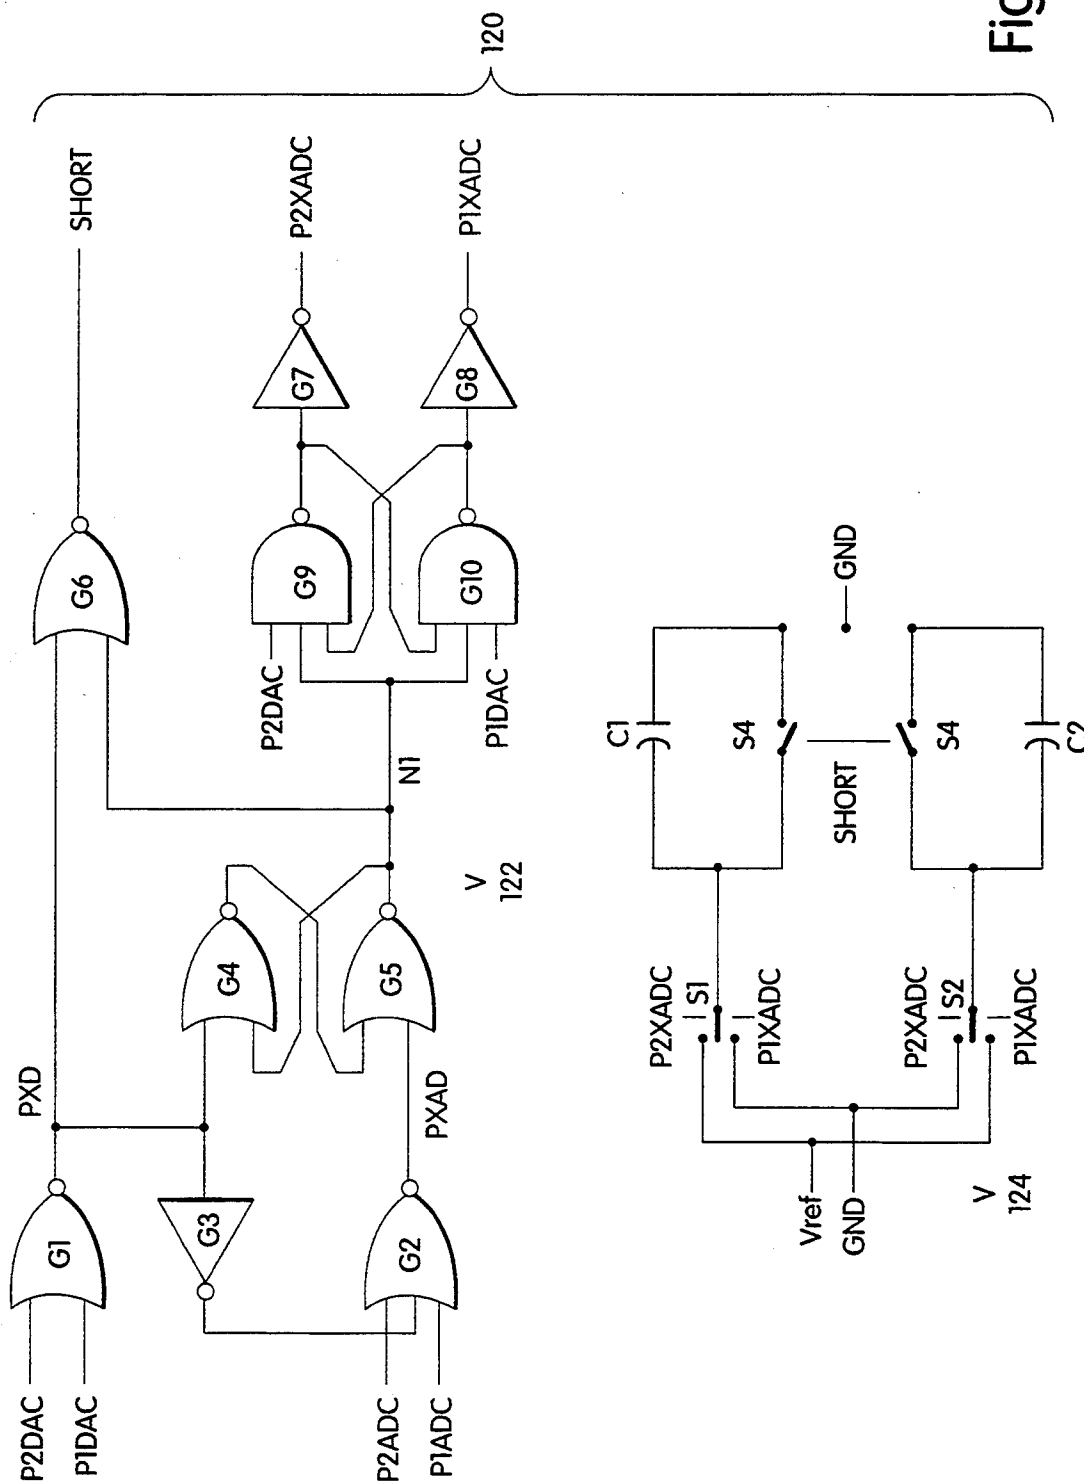 P2DAC
P1DAC
G1
PXD
G6
SHORT
G3
G4
P2ADC
P1ADC
G2
PXAD
G5
V
122
N1
P2DAC
G9
G7
P2XADC
P1DAC
G10
G8
P1XADC
120
Vref
GND
P2XADC
S1
P1XADC
P2XADC
S2
P1XADC
C1
S4
SHORT
S4
C2
GND
V
124
Fig